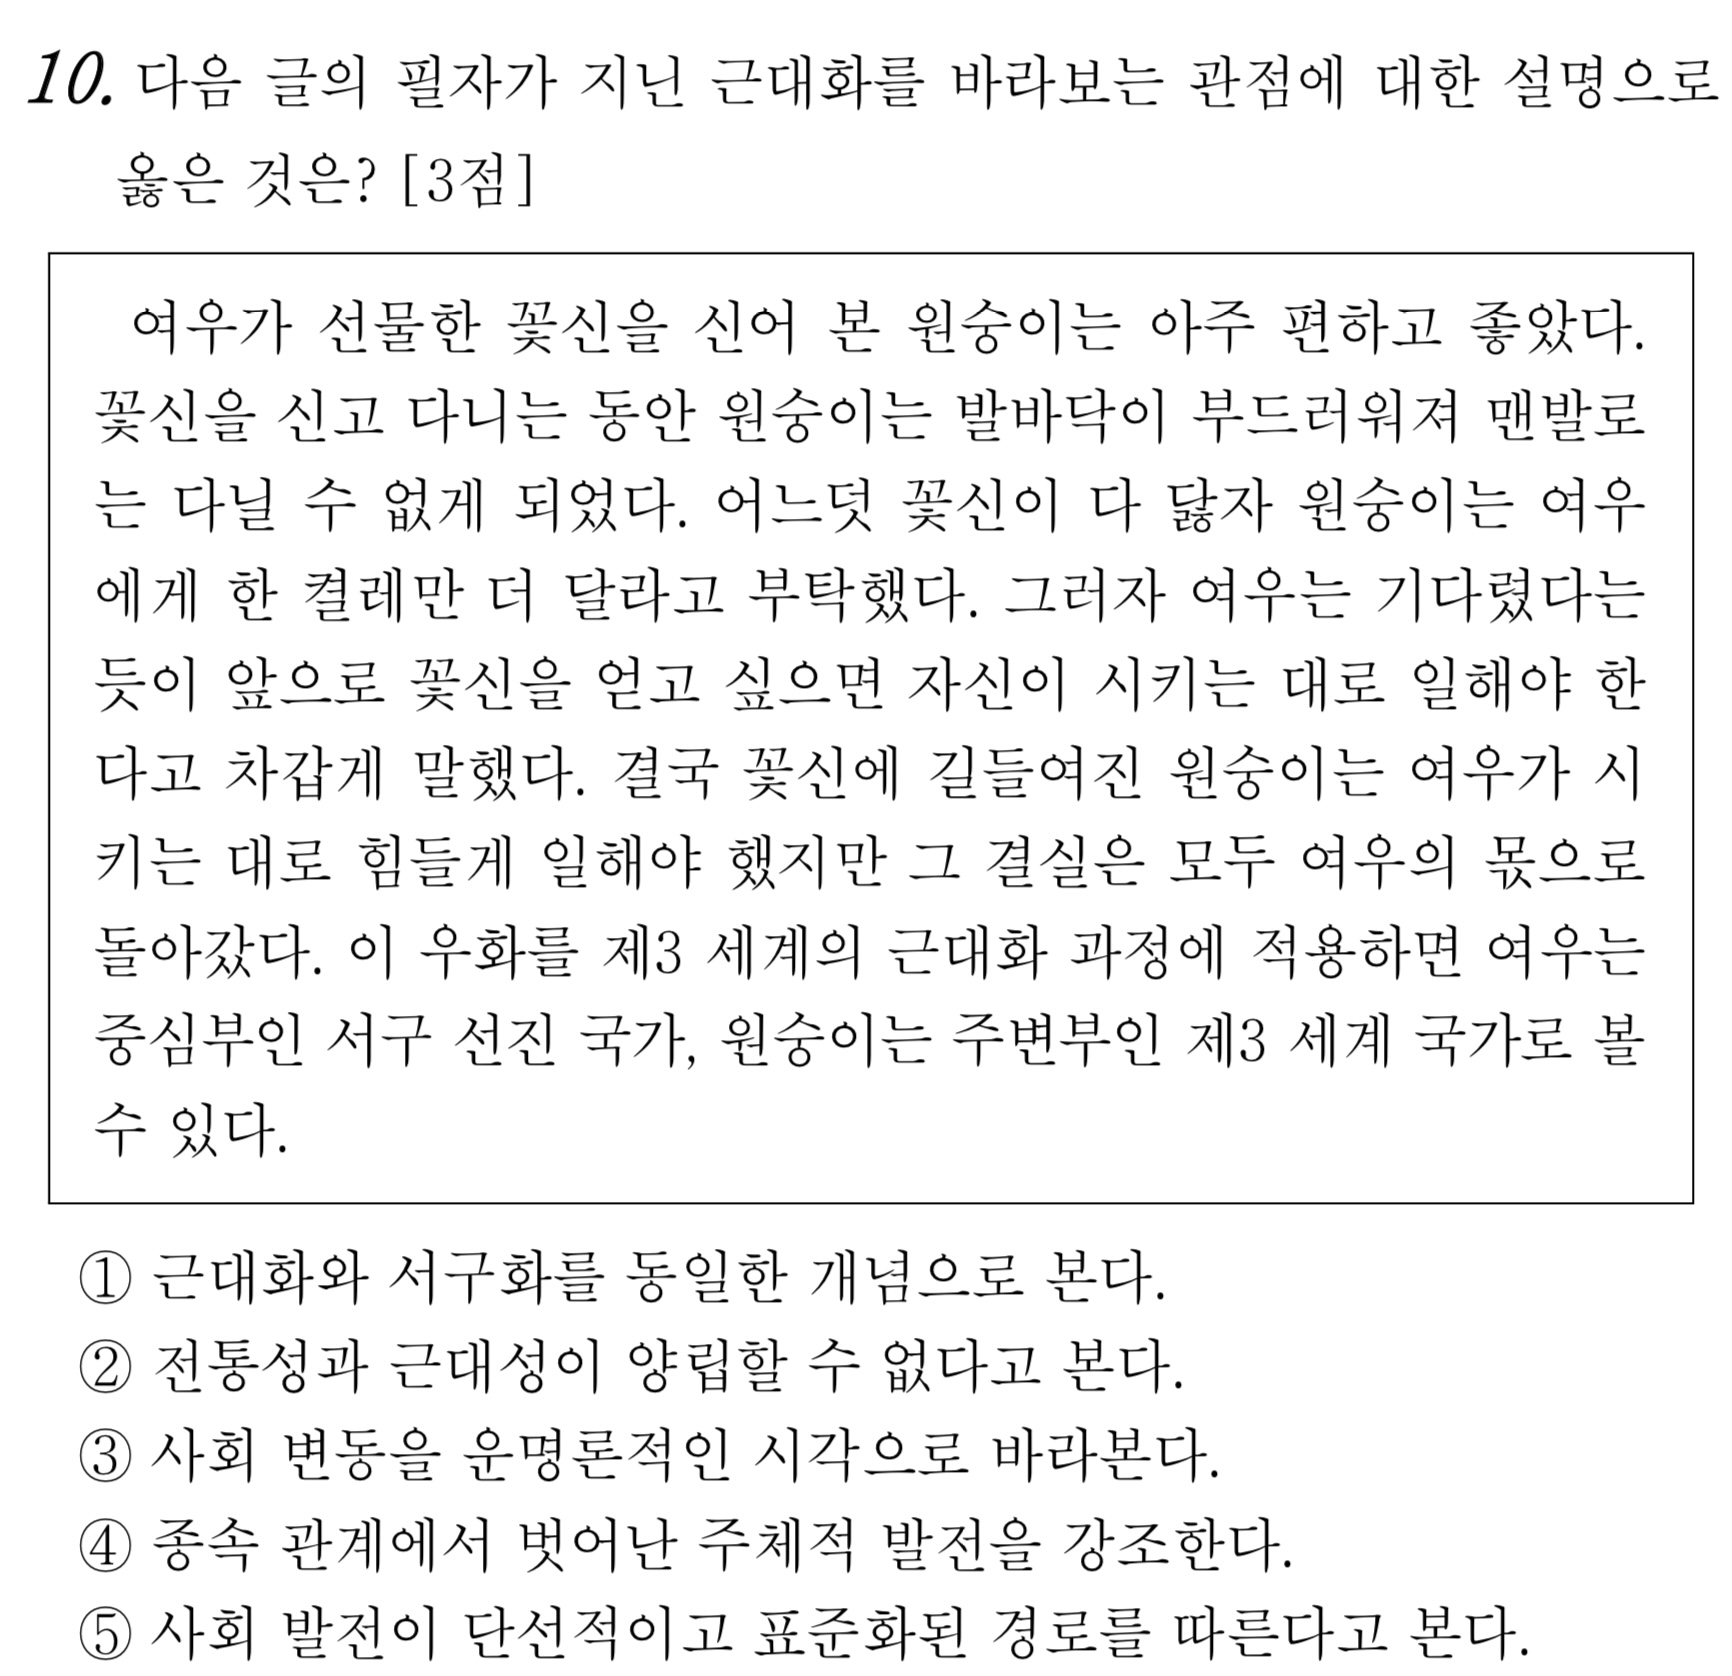 10. 다음 글의 필자가 지닌 근대화를 바라보는 관점에 대한 설명으로
옳은 것은? [3점]
여우가 선물한 꽃신을 신어 본 원숭이는 아주 편하고 좋았다.
꽃신을 신고 다니는 동안 원숭이는 발바닥이 부드러워져 맨발로
는 다닐 수 없게 되었다. 어느덧 꽃신이 다 닳자 원숭이는 여우
에게 한 켤레만 더 달라고 부탁했다. 그러자 여우는 기다렸다는
듯이 앞으로 꽃신을 얻고 싶으면 자신이 시키는 대로 일해야 한
다고 차갑게 말했다. 결국 꽃신에 길들여진 원숭이는 여우가 시
키는 대로 힘들게 일해야 했지만 그 결실은 모두 여우의 몫으로
돌아갔다. 이 우화를 제3 세계의 근대화 과정에 적용하면 여우는
중심부인 서구 선진 국가, 원숭이는 주변부인 제3 세계 국가로 볼
수 있다.
① 근대화와 서구화를 동일한 개념으로 본다.
② 전통성과 근대성이 양립할 수 없다고 본다.
③ 사회 변동을 운명론적인 시각으로 바라본다.
④ 종속 관계에서 벗어난 주체적 발전을 강조한다.
⑤ 사회 발전이 단선적이고 표준화된 경로를 따른다고 본다.